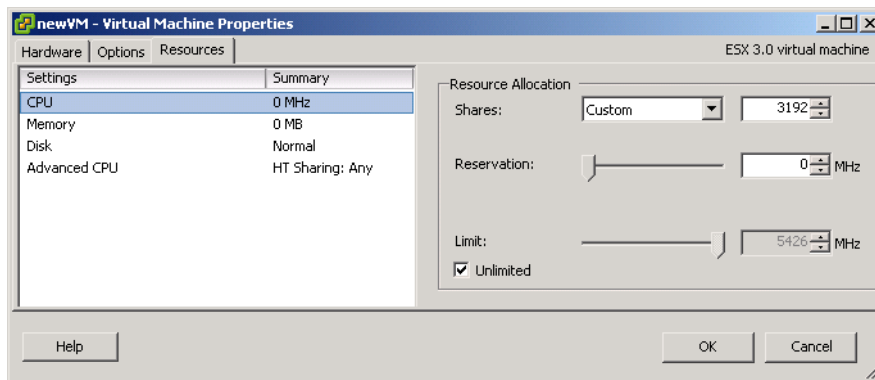 newVM - Virtual Machine Properties
Hardware Options Resources ESX 3.0 virtual machine
Settings Summary
CPU 0 MHz
Memory 0 MB
Disk Normal
Advanced CPU HT Sharing: Any
Resource Allocation
Shares: Custom 3192
Reservation: 0 MHz
Limit: 5426 MHz
Unlimited
Help OK Cancel